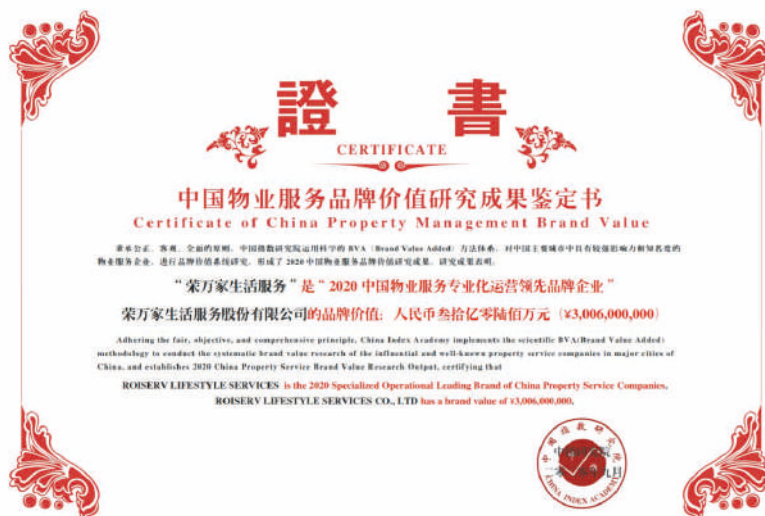 證 書
CERTIFICATE
中国物业服务品牌价值研究成果鉴定书
Certificate of China Property Management Brand Value
秉承公正、客观、全面的原则，中国指数研究院运用科学的 BVA（Brand Value Added）方法体系，对中国主要城市中具有较强影响力和知名度的
物业服务企业，进行品牌价值系统研究，形成了 2020 中国物业服务品牌价值研究成果，研究成果表明：
“荣万家生活服务”是“2020 中国物业服务专业化运营领先品牌企业”
荣万家生活服务股份有限公司的品牌价值：人民币叁拾亿零陆佰万元（¥3,006,000,000）
Adhering the fair, objective, and comprehensive principle, China Index Academy implements the scientific BVA(Brand Value Added)
methodology to conduct the systematic brand value research of the influential and well-known property service companies in major cities of
China, and establishes 2020 China Property Service Brand Value Research Output, certifying that
ROISERV LIFESTYLE SERVICES is the 2020 Specialized Operational Leading Brand of China Property Service Companies.
ROISERV LIFESTYLE SERVICES CO., LTD has a brand value of ¥3,006,000,000.
中国指数研究院
CHINA INDEX ACADEMY